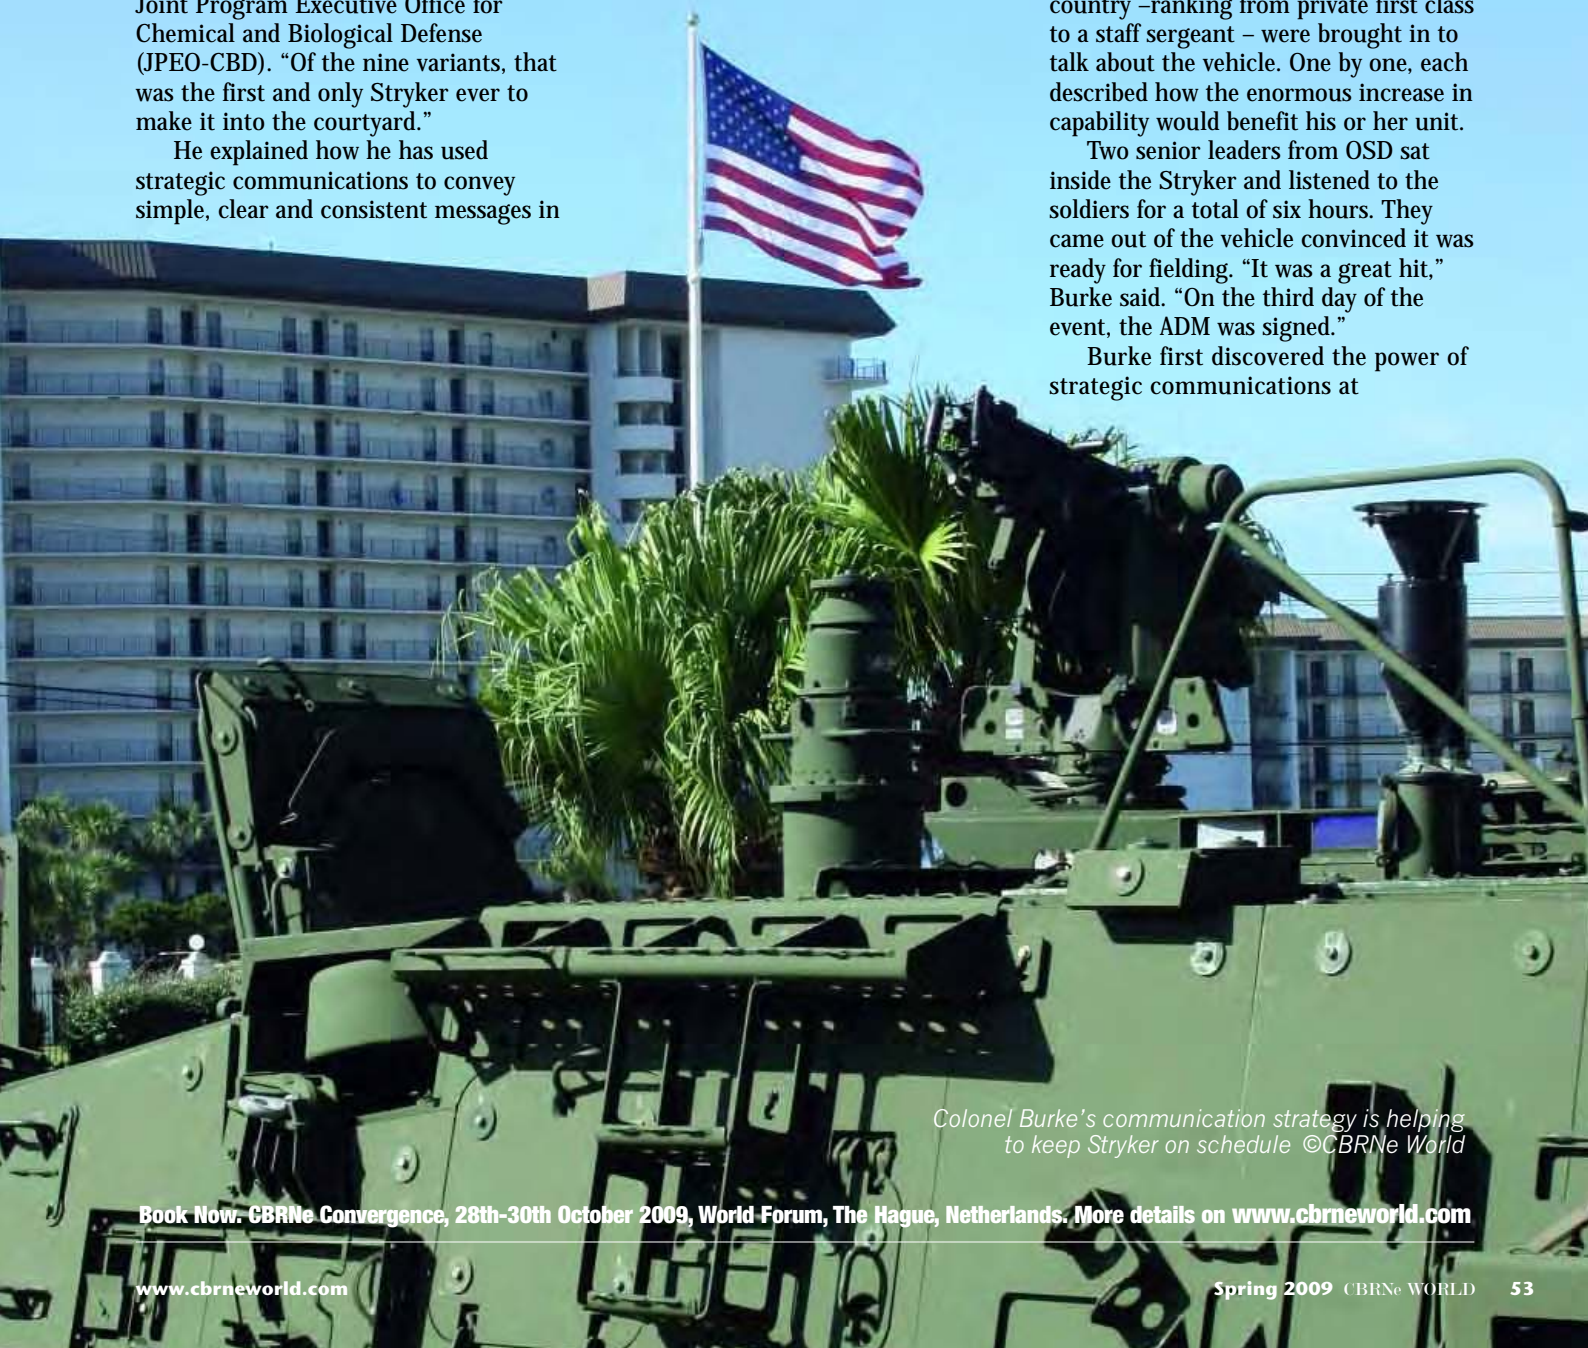 Joint Program Executive Office for
Chemical and Biological Defense
(JPEO-CBD). “Of the nine variants, that
was the first and only Stryker ever to
make it into the courtyard.”
He explained how he has used
strategic communications to convey
simple, clear and consistent messages in
country –ranking from private first class
to a staff sergeant – were brought in to
talk about the vehicle. One by one, each
described how the enormous increase in
capability would benefit his or her unit.
Two senior leaders from OSD sat
inside the Stryker and listened to the
soldiers for a total of six hours. They
came out of the vehicle convinced it was
ready for fielding. “It was a great hit,”
Burke said. “On the third day of the
event, the ADM was signed.”
Burke first discovered the power of
strategic communications at
Colonel Burke’s communication strategy is helping
to keep Stryker on schedule ©CBRNe World
Book Now. CBRNe Convergence, 28th-30th October 2009, World Forum, The Hague, Netherlands. More details on www.cbrneworld.com
www.cbrneworld.com
Spring 2009 CBRNe WORLD 53